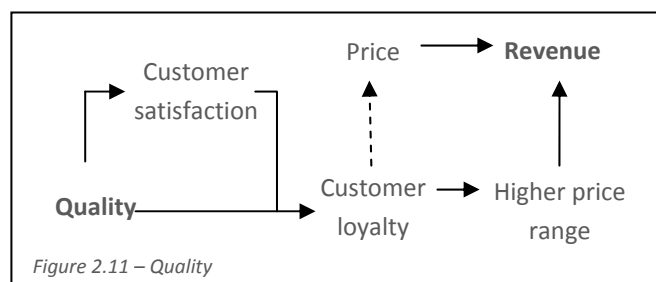 Customer
satisfaction
Price
Revenue
Quality
Customer
loyalty
Higher price
range
Figure 2.11 – Quality